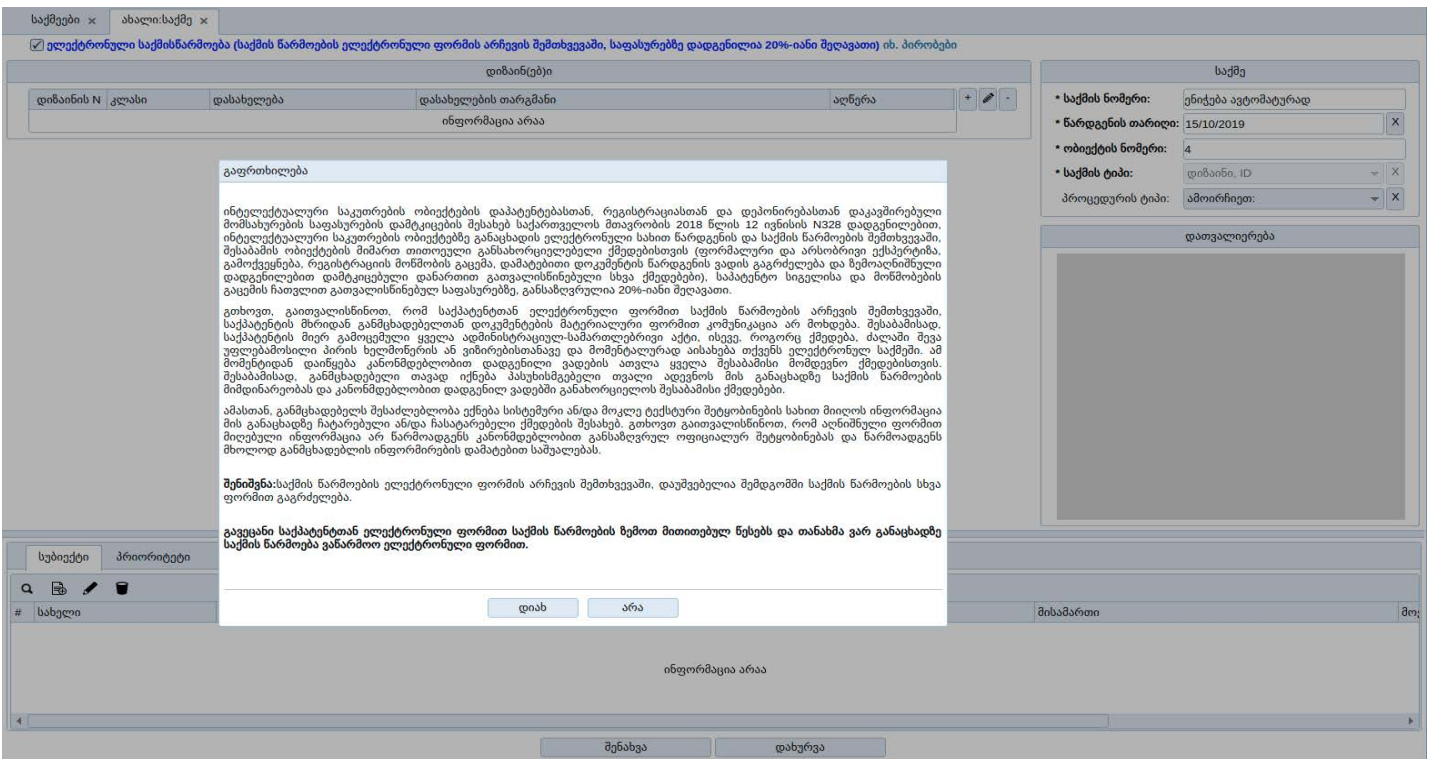 საქმეები x
ახალი:საქმე x
ელექტრონული საქმისწარმოება (საქმის წარმოების ელექტრონული ფორმის არჩევის შემთხვევაში, საფასურებზე დადგენილია 20%-იანი შეღავათი) იხ. პირობები
დიზაინ(ებ)ი
დიზაინის N კლასი დასახელება დასახელების თარგმანი აღწერა + -
ინფორმაცია არაა
საქმე
* საქმის ნომერი: ენიჭება ავტომატურად
* წარდგენის თარიღი: 15/10/2019 X
* ობიექტის ნომერი: 4
* საქმის ტიპი: დიზაინი, ID X
პროცედურის ტიპი: ამოირჩიეთ: X
დათვალიერება
გაფრთხილება
ინტელექტუალური საკუთრების ობიექტების დაპატენტებასთან, რეგისტრაციასთან და დეპონირებასთან დაკავშირებული
მომსახურების საფასურების დამტკიცების შესახებ საქართველოს მთავრობის 2018 წლის 12 ივნისის N328 დადგენილებით,
ინტელექტუალური საკუთრების ობიექტებზე განაცხადის ელექტრონული სახით წარდგენის და საქმის წარმოების შემთხვევაში,
შესაბამის ობიექტების მიმართ თითოეული განსახორციელებელი ქმედებისთვის (ფორმალური და არსობრივი ექსპერტიზა,
გამოქვეყნება, რეგისტრაციის მოწმობის გაცემა, დამატებითი დოკუმენტის წარდგენის ვადის გაგრძელება და ზემოაღნიშნული
დადგენილებით დამტკიცებული დანართით გათვალისწინებული სხვა ქმედებები), საპატენტო სიგელისა და მოწმობების
გაცემის ჩათვლით გათვალისწინებულ საფასურებზე, განსაზღვრულია 20%-იანი შეღავათი.
გთხოვთ, გაითვალისწინოთ, რომ საქპატენტთან ელექტრონული ფორმით საქმის წარმოების არჩევის შემთხვევაში,
საქპატენტის მხრიდან განმცხადებელთან დოკუმენტების მატერიალური ფორმით კომუნიკაცია არ მოხდება. შესაბამისად,
საქპატენტის მიერ გამოცემული ყველა ადმინისტრაციულ-სამართლებრივი აქტი, ისევე, როგორც ქმედება, ძალაში შევა
უფლებამოსილი პირის ხელმოწერის ან ვიზირებისთანავე და მომენტალურად აისახება თქვენს ელექტრონულ საქმეში. ამ
მომენტიდან დაიწყება კანონმდებლობით დადგენილი ვადების ათვლა ყველა შესაბამისი მომდევნო ქმედებისთვის.
შესაბამისად, განმცხადებელი თავად იქნება პასუხისმგებელი თვალი ადევნოს მის განაცხადზე საქმის წარმოების
მიმდინარეობას და კანონმდებლობით დადგენილ ვადებში განახორციელოს შესაბამისი ქმედებები.
ამასთან, განმცხადებელს შესაძლებლობა ექნება სისტემური ან/და მოკლე ტექსტური შეტყობინების სახით მიიღოს ინფორმაცია
მის განაცხადზე ჩატარებული ან/და ჩასატარებელი ქმედების შესახებ. გთხოვთ გაითვალისწინოთ, რომ აღნიშნული ფორმით
მიღებული ინფორმაცია არ წარმოადგენს კანონმდებლობით განსაზღვრულ ოფიციალურ შეტყობინებას და წარმოადგენს
მხოლოდ განმცხადებლის ინფორმირების დამატებით საშუალებას.
შენიშვნა:საქმის წარმოების ელექტრონული ფორმის არჩევის შემთხვევაში, დაუშვებელია შემდგომში საქმის წარმოების სხვა
ფორმით გაგრძელება.
გავეცანი საქპატენტთან ელექტრონული ფორმით საქმის წარმოების ზემოთ მითითებულ წესებს და თანახმა ვარ განაცხადზე
საქმის წარმოება ვაწარმოო ელექტრონული ფორმით.
დიახ არა
სუბიექტი პრიორიტეტი
# სახელი მისამართი
ინფორმაცია არაა
შენახვა დახურვა